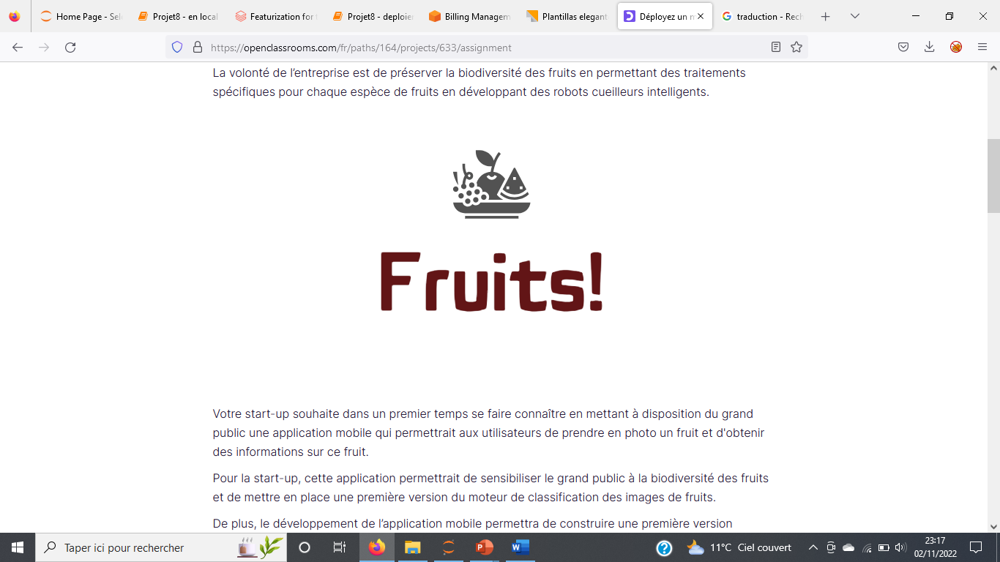 Home Page - Sel
Projet8 - en local
Featurization for
Projet8 - deploie
Billing Managem
Plantillas elegant
Déployez un m
traduction - Rech
https://openclassrooms.com/fr/paths/164/projects/633/assignment
La volonté de l’entreprise est de préserver la biodiversité des fruits en permettant des traitements
spécifiques pour chaque espèce de fruits en développant des robots cueilleurs intelligents.
Fruits!
Votre start-up souhaite dans un premier temps se faire connaître en mettant à disposition du grand
public une application mobile qui permettrait aux utilisateurs de prendre en photo un fruit et d'obtenir
des informations sur ce fruit.
Pour la start-up, cette application permettrait de sensibiliser le grand public à la biodiversité des fruits
et de mettre en place une première version du moteur de classification des images de fruits.
De plus, le développement de l’application mobile permettra de construire une première version
Taper ici pour rechercher
11°C Ciel couvert
23:17
02/11/2022